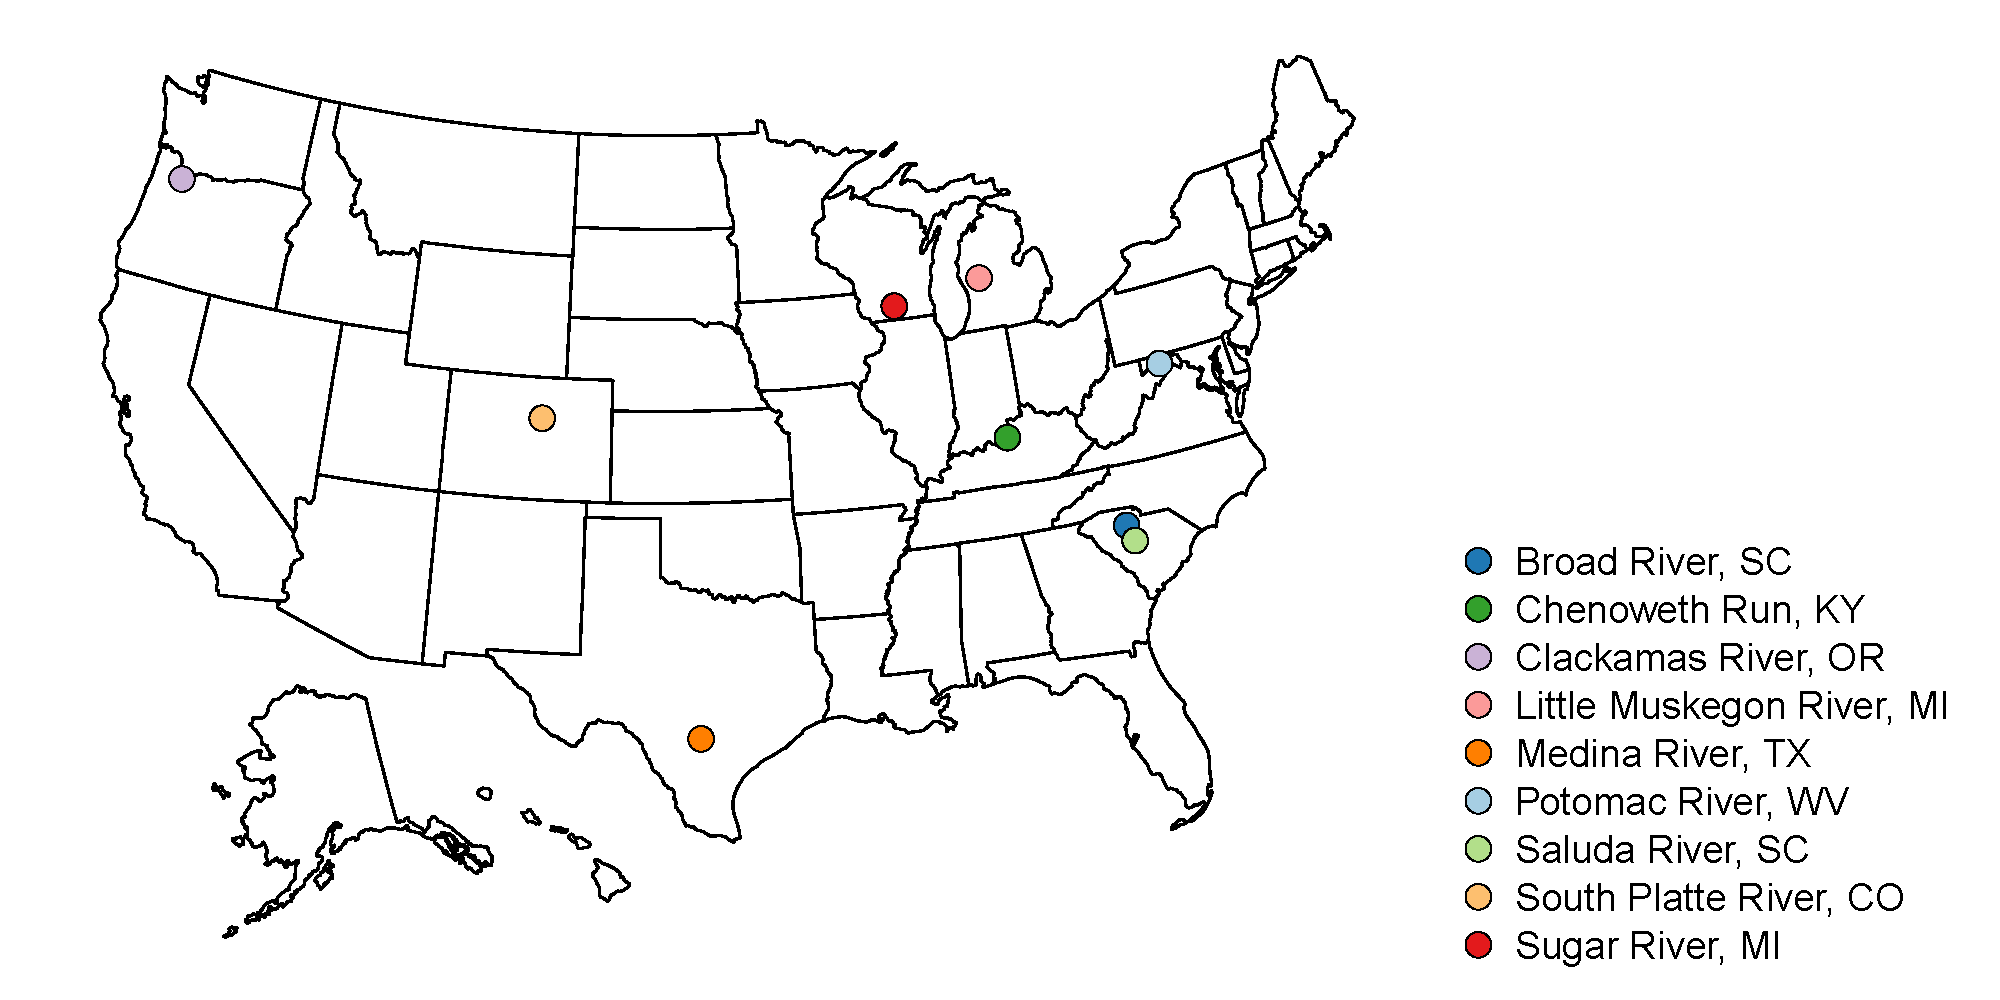 Broad River, SC
Chenoweth Run, KY
Clackamas River, OR
Little Muskegon River, MI
Medina River, TX
Potomac River, WV
Saluda River, SC
South Platte River, CO
Sugar River, MI